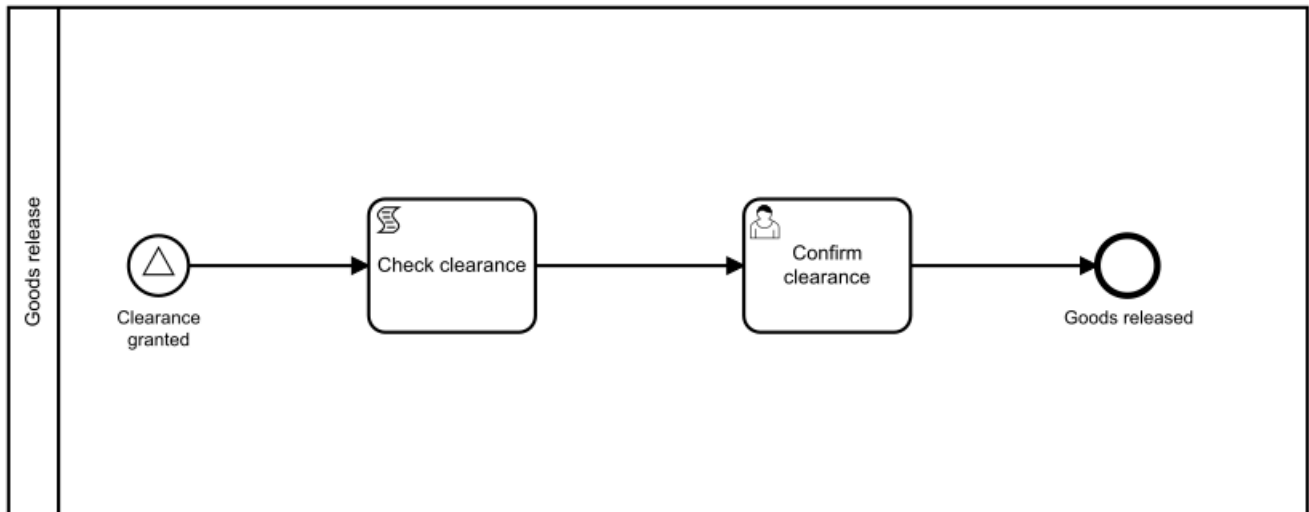 Goods release
Clearance
granted
Check clearance
Confirm
clearance
Goods released